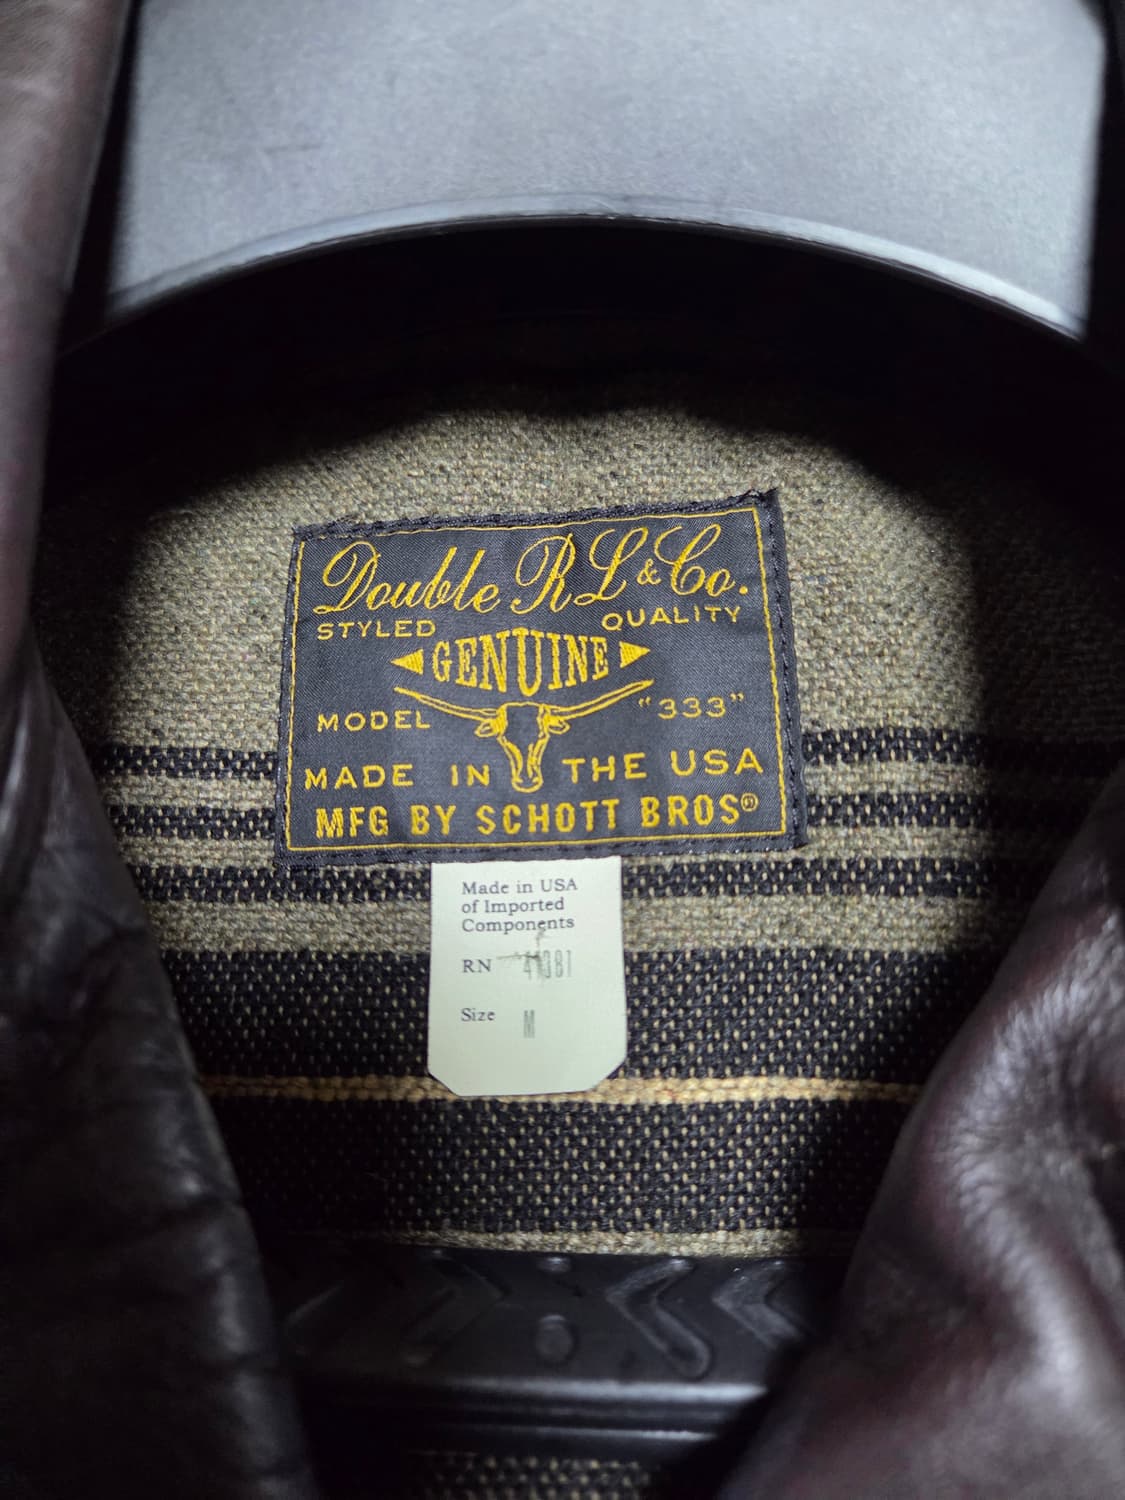 Double RL & Co.
STYLED QUALITY
GENUINE
MODEL "333"
MADE IN THE USA
MFG BY SCHOTT BROS®
Made in USA
of Imported
Components
RN 41381
Size M